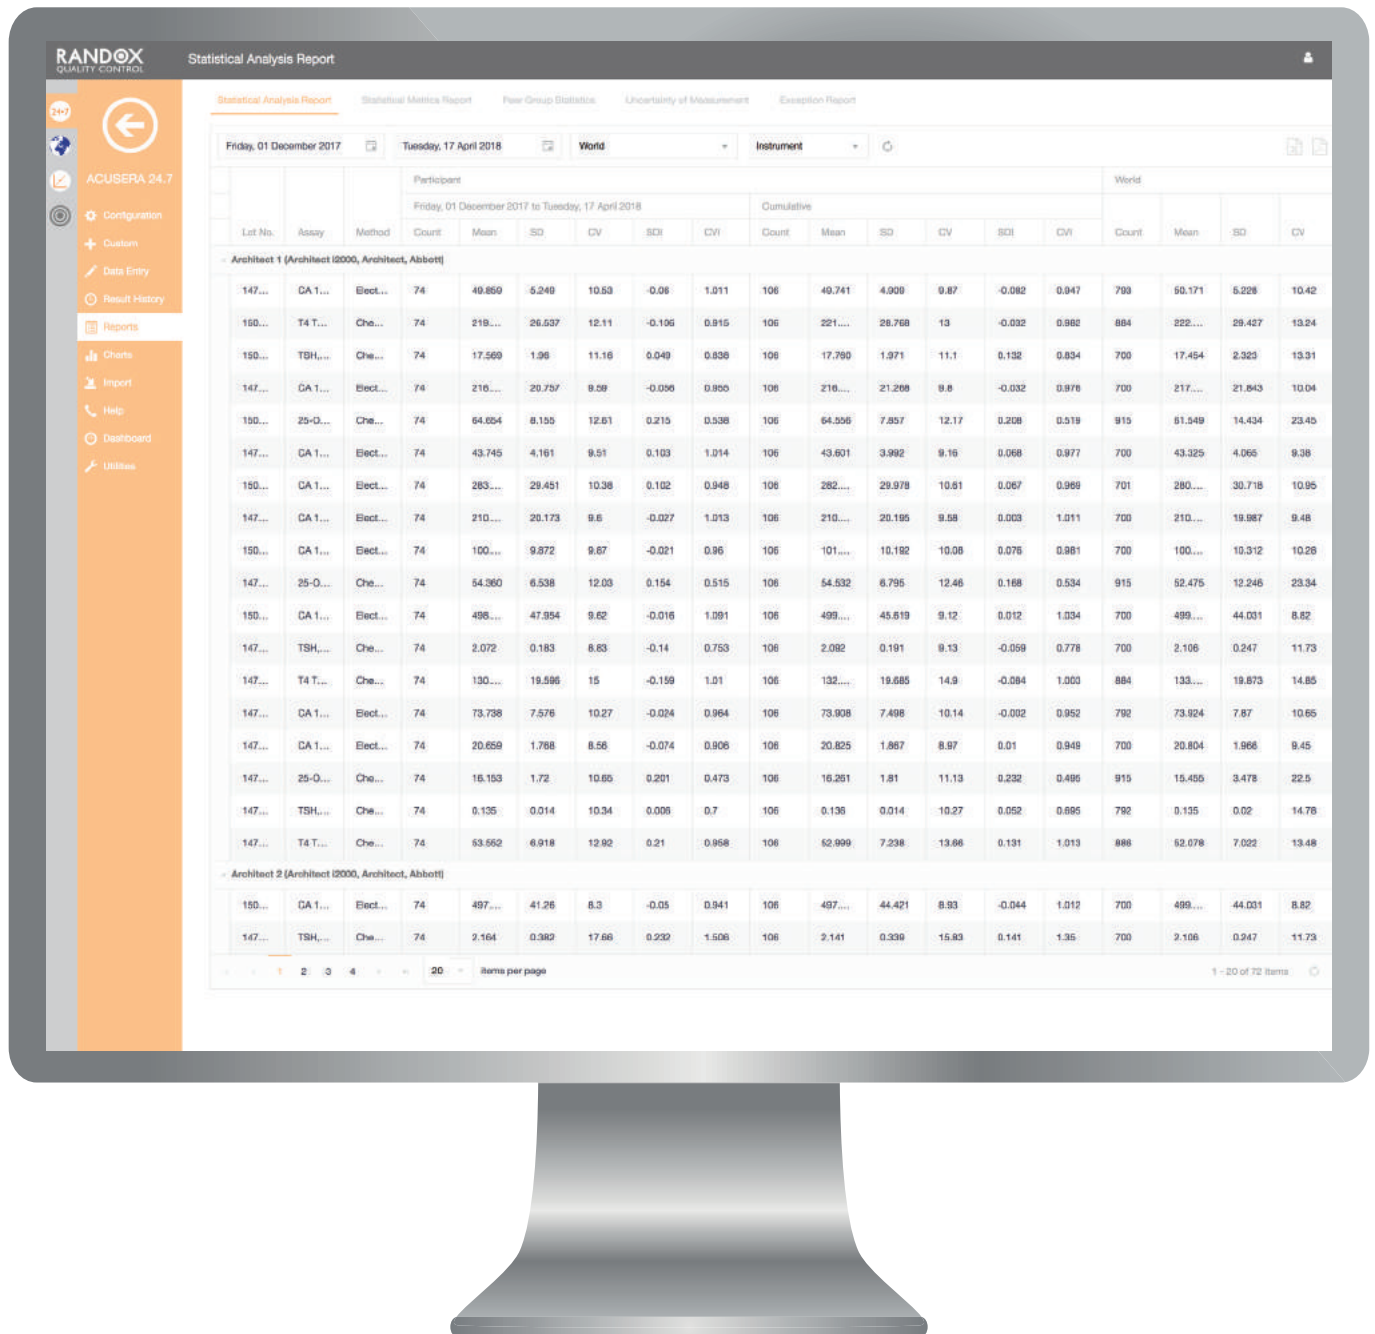 RANDOX Statistical Analysis Report
QUALITY CONTROL
24•7
Statistical Analysis Report Statistical Metrics Report Peer Group Statistics Uncertainty of Measurement Exception Report
Friday, 01 December 2017 Tuesday, 17 April 2018 World Instrument
ACUSERA 24.7
Configuration
Custom
Data Entry
Result History
Reports
Charts
Import
Help
Dashboard
Utilities
Participant World
Friday, 01 December 2017 to Tuesday, 17 April 2018 Cumulative
Lot No. Assay Method Count Mean SD CV SDI CVI Count Mean SD CV SDI CVI Count Mean SD CV
Architect 1 (Architect i2000, Architect, Abbott)
147... CA 1... Elect... 74 49.859 5.249 10.53 -0.06 1.011 106 49.741 4.909 9.87 -0.082 0.947 793 50.171 5.226 10.42
150... T4 T... Che... 74 219.... 26.537 12.11 -0.106 0.915 106 221.... 28.768 13 -0.032 0.982 884 222.... 29.427 13.24
150... TSH,... Che... 74 17.569 1.96 11.16 0.049 0.838 106 17.760 1.971 11.1 0.132 0.834 700 17.454 2.323 13.31
147... CA 1... Elect... 74 216.... 20.757 9.59 -0.056 0.955 106 216.... 21.268 9.8 -0.032 0.976 700 217.... 21.843 10.04
150... 25-O... Che... 74 64.654 8.155 12.61 0.215 0.538 106 64.556 7.857 12.17 0.208 0.519 915 61.549 14.434 23.45
147... CA 1... Elect... 74 43.745 4.161 9.51 0.103 1.014 106 43.601 3.992 9.16 0.068 0.977 700 43.325 4.065 9.38
150... CA 1... Elect... 74 283.... 29.451 10.38 0.102 0.948 106 282.... 29.978 10.61 0.067 0.969 701 280.... 30.718 10.95
147... CA 1... Elect... 74 210.... 20.173 9.6 -0.027 1.013 106 210.... 20.195 9.58 0.003 1.011 700 210.... 19.987 9.48
150... CA 1... Elect... 74 100.... 9.872 9.87 -0.021 0.96 106 101.... 10.192 10.08 0.076 0.981 700 100.... 10.312 10.28
147... 25-O... Che... 74 54.360 6.538 12.03 0.154 0.515 106 54.532 6.795 12.46 0.168 0.534 915 52.475 12.246 23.34
150... CA 1... Elect... 74 498.... 47.954 9.62 -0.016 1.091 106 499.... 45.619 9.12 0.012 1.034 700 499.... 44.031 8.82
147... TSH,... Che... 74 2.072 0.183 8.83 -0.14 0.753 106 2.092 0.191 9.13 -0.059 0.778 700 2.106 0.247 11.73
147... T4 T... Che... 74 130.... 19.596 15 -0.159 1.01 106 132.... 19.685 14.9 -0.084 1.003 884 133.... 19.873 14.85
147... CA 1... Elect... 74 73.738 7.576 10.27 -0.024 0.964 106 73.908 7.498 10.14 -0.002 0.952 792 73.924 7.87 10.65
147... CA 1... Elect... 74 20.659 1.768 8.56 -0.074 0.906 106 20.825 1.867 8.97 0.01 0.949 700 20.804 1.966 9.45
147... 25-O... Che... 74 16.153 1.72 10.65 0.201 0.473 106 16.261 1.81 11.13 0.232 0.495 915 15.455 3.478 22.5
147... TSH,... Che... 74 0.135 0.014 10.34 0.006 0.7 106 0.136 0.014 10.27 0.052 0.695 792 0.135 0.02 14.78
147... T4 T... Che... 74 53.552 6.918 12.92 0.21 0.958 106 52.999 7.238 13.66 0.131 1.013 886 52.078 7.022 13.48
Architect 2 (Architect i2000, Architect, Abbott)
150... CA 1... Elect... 74 497.... 41.26 8.3 -0.05 0.941 106 497.... 44.421 8.93 -0.044 1.012 700 499.... 44.031 8.82
147... TSH,... Che... 74 2.164 0.382 17.66 0.232 1.506 106 2.141 0.339 15.83 0.141 1.35 700 2.106 0.247 11.73
1 2 3 4 20 items per page 1 - 20 of 72 items